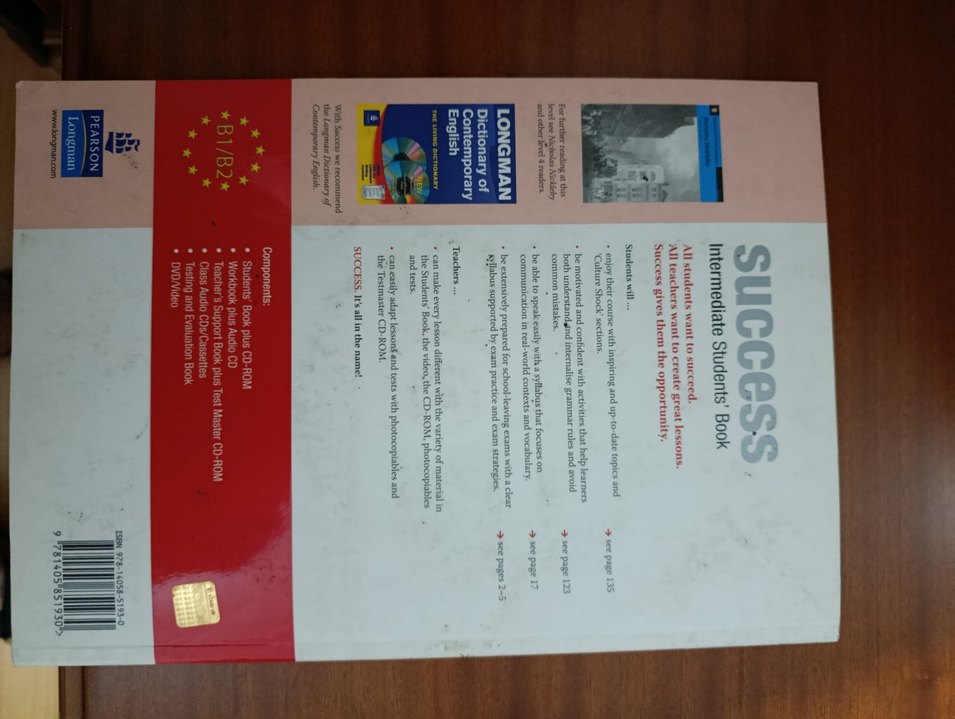 success
Intermediate Students' Book
All students want to succeed.
All teachers want to create great lessons.
Success gives them the opportunity.
Students will ...
• enjoy their course with inspiring and up-to-date topics and
'Culture Shock' sections.
→ see page 135
• be motivated and confident with activities that help learners
both understand and internalise grammar rules and avoid
common mistakes.
→ see page 123
• be able to speak easily with a syllabus that focuses on
communication in real-world contexts and vocabulary.
→ see page 17
• be extensively prepared for school-leaving exams with a clear
syllabus supported by exam practice and exam strategies.
→ see pages 2–5
Teachers ...
• can make every lesson different with the variety of material in
the Students' Book, the video, the CD-ROM, photocopiables
and tests.
• can easily adapt lessons and tests with photocopiables and
the Testmaster CD-ROM.
SUCCESS. It's all in the name!
For further reading at this
level see Nicholas Nickleby
and other level 4 readers.
LONGMAN
Dictionary of
Contemporary
English
THE LIVING DICTIONARY
NEW
With Success we recommend
the Longman Dictionary of
Contemporary English.
B1/B2
Components:
• Students' Book plus CD-ROM
• Workbook plus Audio CD
• Teacher's Support Book plus Test Master CD-ROM
• Class Audio CDs/Cassettes
• Testing and Evaluation Book
• DVD/Video
PEARSON
Longman
www.longman.com
ISBN 978-14058-5193-0
9 781405 851930 >